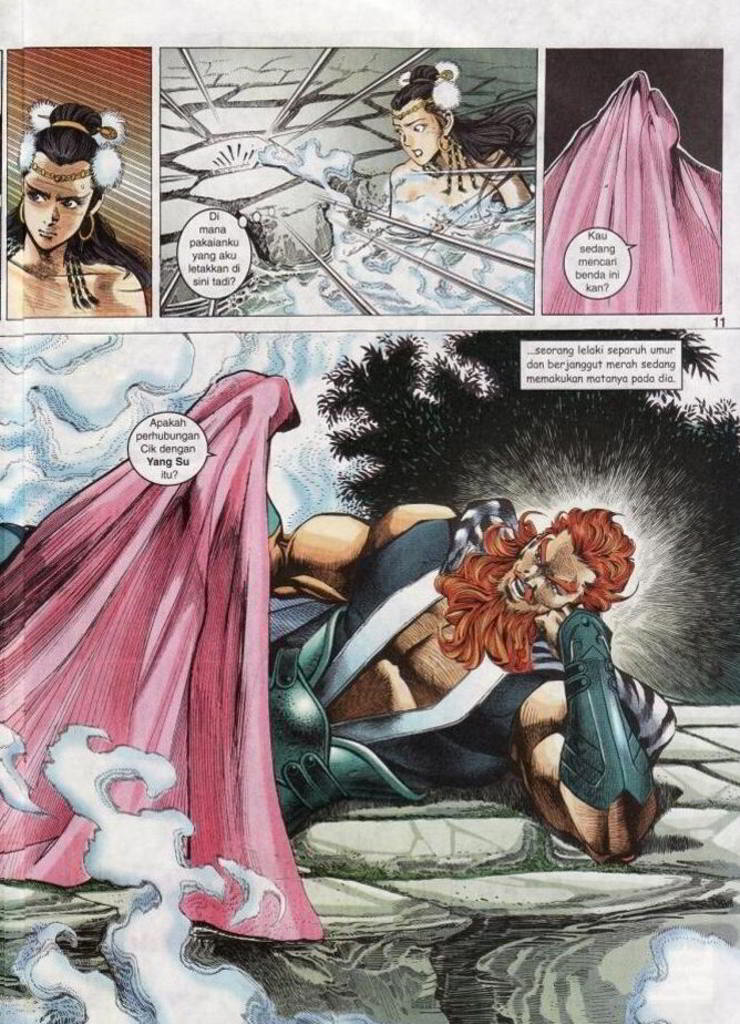 Di
mana
pakaianku
yang aku
letakkan di
sini tadi?
Kau
sedang
mencari
benda ini
kan?
11
...seorang lelaki separuh umur
dan berjanggut merah sedang
memakukan matanya pada dia.
Apakah
perhubungan
Cik dengan
Yang Su
itu?